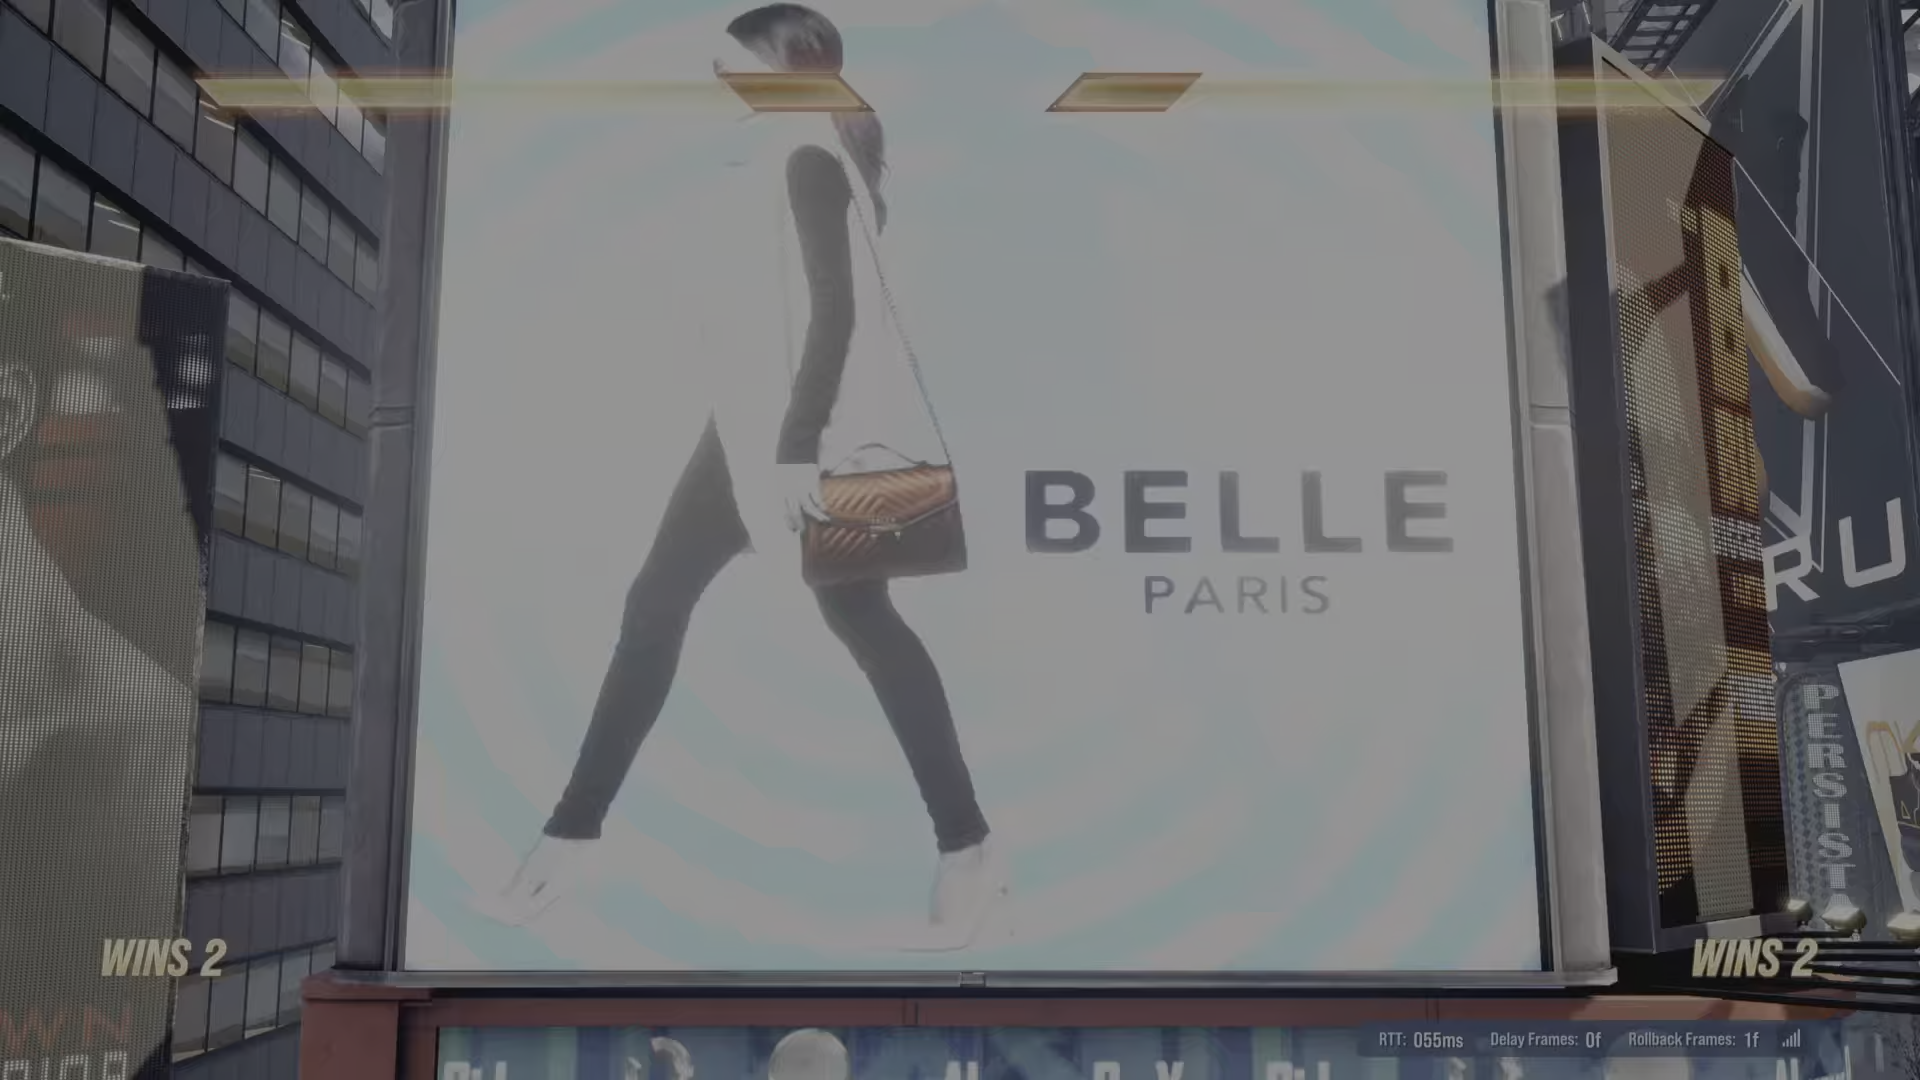 BELLE
PARIS
RU
PERSIST
WINS 2
WINS 2
RTT: 055ms Delay Frames: 0f Rollback Frames: 1f